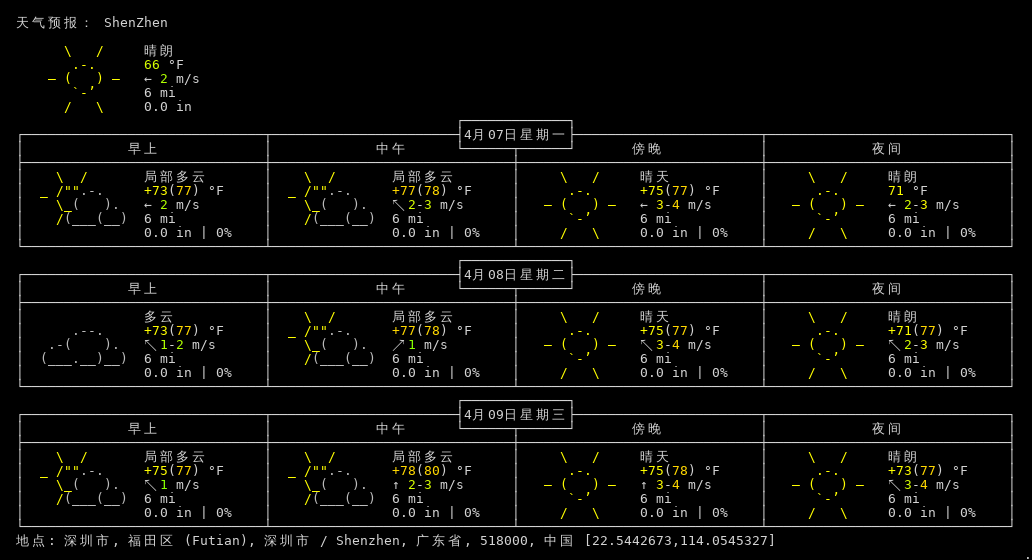 天气预报： ShenZhen
晴朗
66 °F
← 2 m/s
6 mi
0.0 in
4月07日星期一
早上 中午 傍晚 夜间
局部多云 局部多云 晴天 晴朗
+73(77) °F +77(78) °F +75(77) °F 71 °F
← 2 m/s ↖ 2-3 m/s ← 3-4 m/s ← 2-3 m/s
6 mi 6 mi 6 mi 6 mi
0.0 in | 0% 0.0 in | 0% 0.0 in | 0% 0.0 in | 0%
4月08日星期二
早上 中午 傍晚 夜间
多云 局部多云 晴天 晴朗
+73(77) °F +77(78) °F +75(77) °F +71(77) °F
↖ 1-2 m/s ↗ 1 m/s ↖ 3-4 m/s ↖ 2-3 m/s
6 mi 6 mi 6 mi 6 mi
0.0 in | 0% 0.0 in | 0% 0.0 in | 0% 0.0 in | 0%
4月09日星期三
早上 中午 傍晚 夜间
局部多云 局部多云 晴天 晴朗
+75(77) °F +78(80) °F +75(78) °F +73(77) °F
↖ 1 m/s ↑ 2-3 m/s ↑ 3-4 m/s ↖ 3-4 m/s
6 mi 6 mi 6 mi 6 mi
0.0 in | 0% 0.0 in | 0% 0.0 in | 0% 0.0 in | 0%
地点: 深圳市, 福田区 (Futian), 深圳市 / Shenzhen, 广东省, 518000, 中国 [22.5442673,114.0545327]